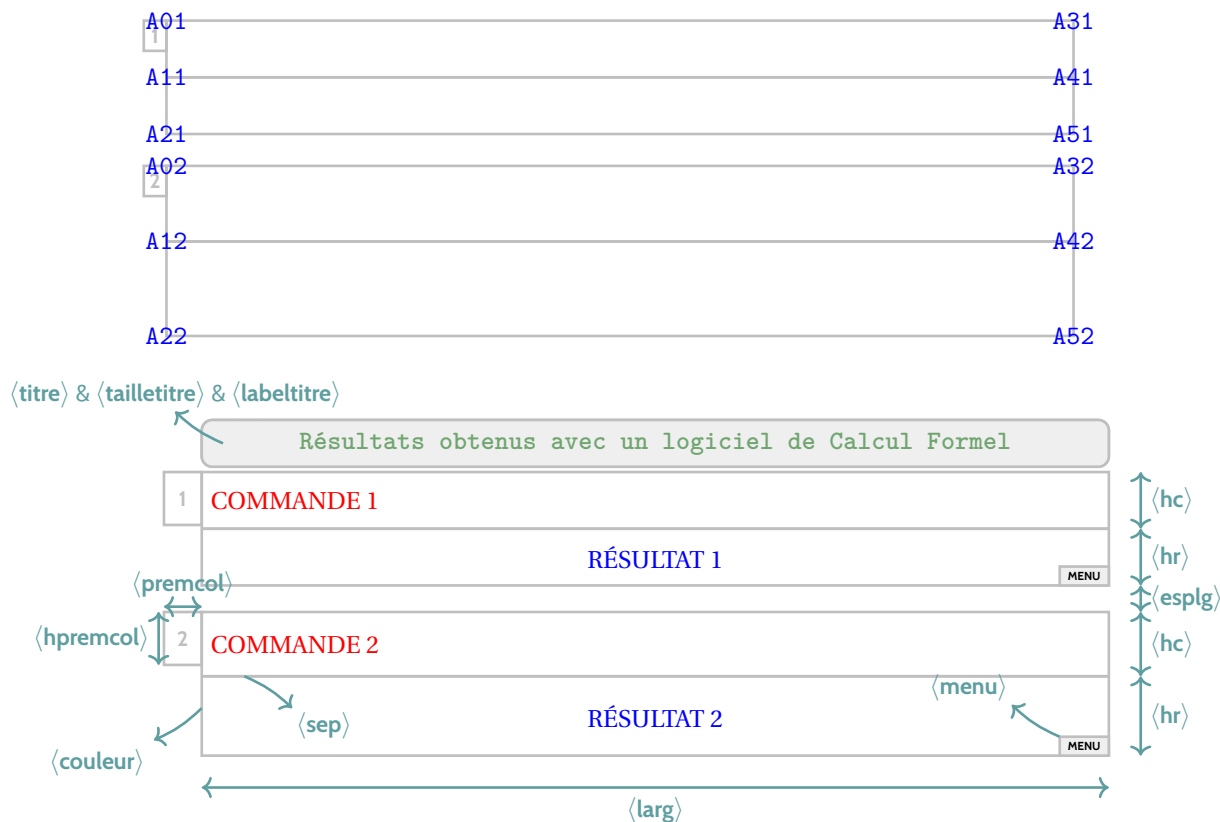 A01 A31
1
A11 A41
A21 A51
A02 A32
2
A12 A42
A22 A52
⟨titre⟩ & ⟨tailletitre⟩ & ⟨labeltitre⟩
Résultats obtenus avec un logiciel de Calcul Formel
1 COMMANDE 1 ⟨hc⟩
RÉSULTAT 1 ⟨hr⟩
MENU
⟨premcol⟩ ⟨esplg⟩
⟨hpremcol⟩ 2 COMMANDE 2 ⟨hc⟩
⟨menu⟩
⟨sep⟩ RÉSULTAT 2 ⟨hr⟩
MENU
⟨couleur⟩
⟨larg⟩